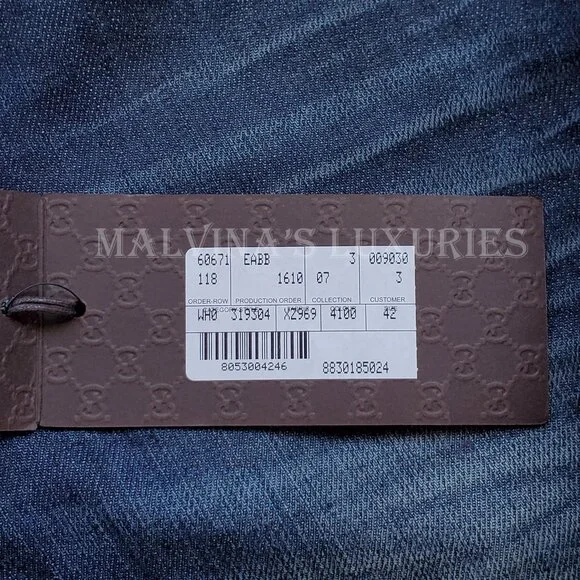 MALVINA'S LUXURIES
60671 EABB 3 009030
118 1610 07 3
ORDER-ROW PRODUCTION ORDER COLLECTION CUSTOMER
WH0 319304 XZ969 4100 42
8053004246 8830185024